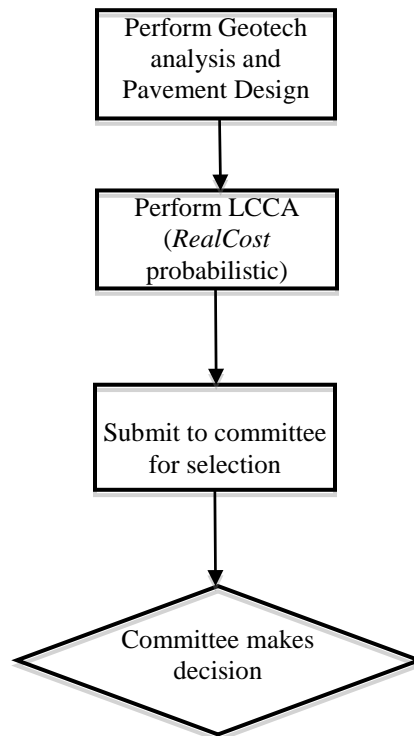 Perform Geotech
analysis and
Pavement Design
Perform LCCA
(RealCost
probabilistic)
Submit to committee
for selection
Committee makes
decision